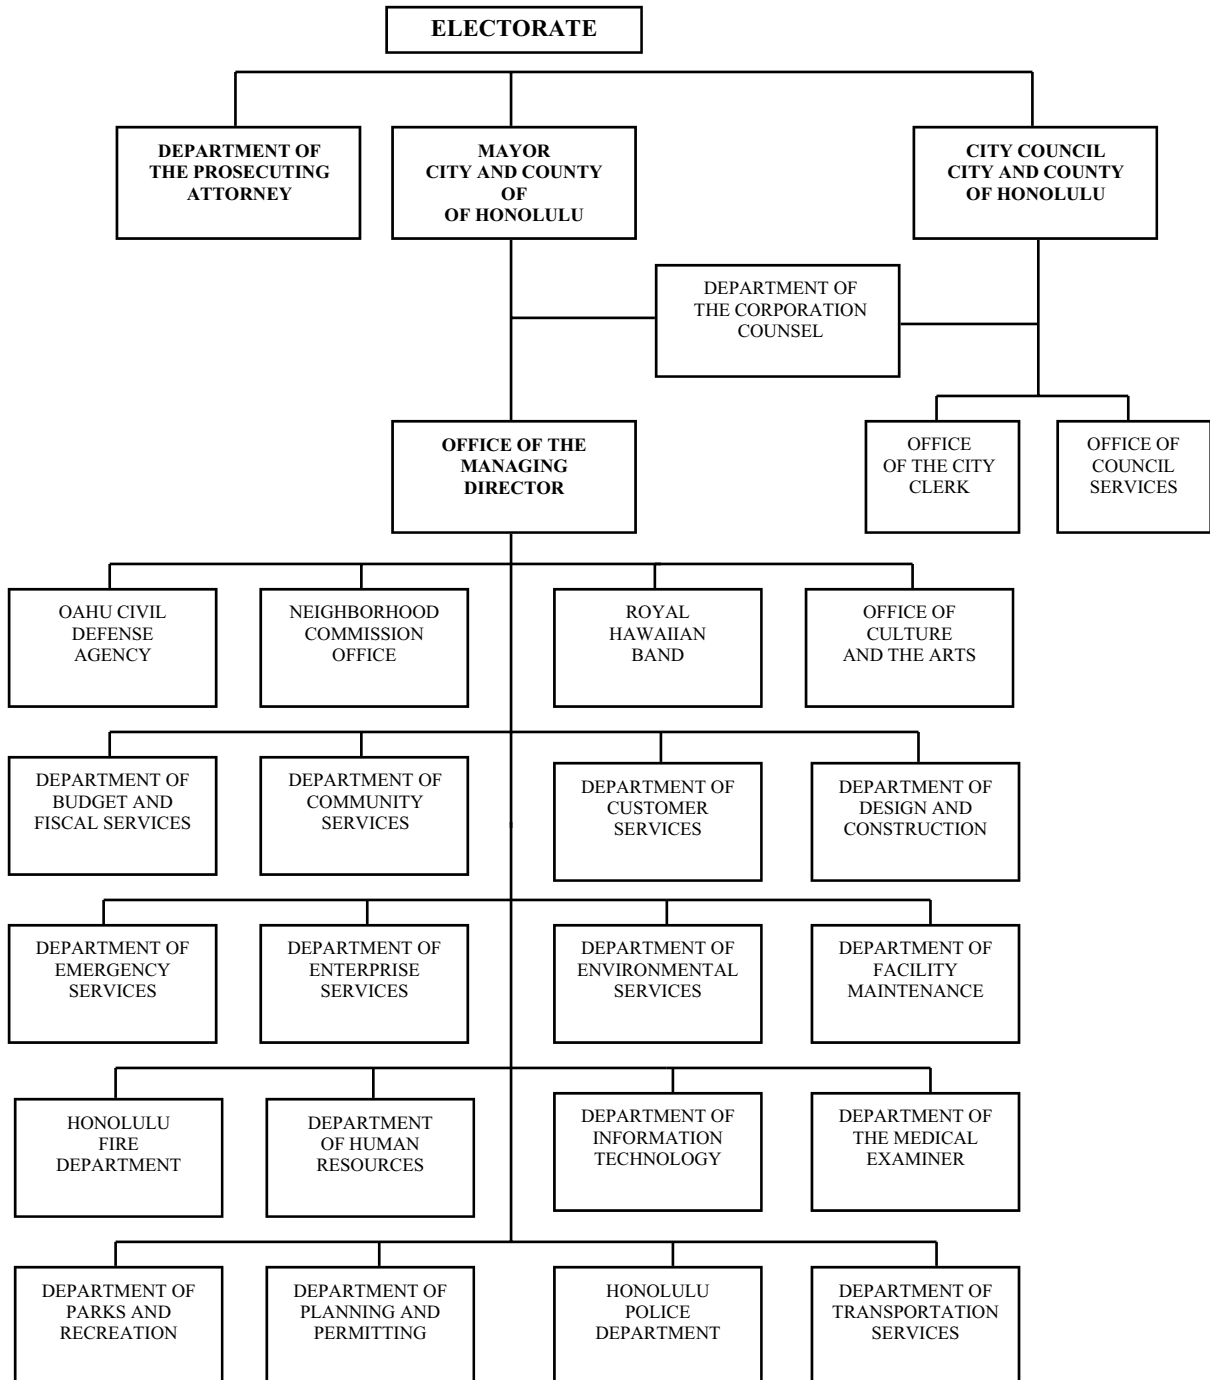 ELECTORATE
DEPARTMENT OF
THE PROSECUTING
ATTORNEY
MAYOR
CITY AND COUNTY
OF
OF HONOLULU
CITY COUNCIL
CITY AND COUNTY
OF HONOLULU
DEPARTMENT OF
THE CORPORATION
COUNSEL
OFFICE OF THE
MANAGING
DIRECTOR
OFFICE
OF THE CITY
CLERK
OFFICE OF
COUNCIL
SERVICES
OAHU CIVIL
DEFENSE
AGENCY
NEIGHBORHOOD
COMMISSION
OFFICE
ROYAL
HAWAIIAN
BAND
OFFICE OF
CULTURE
AND THE ARTS
DEPARTMENT OF
BUDGET AND
FISCAL SERVICES
DEPARTMENT OF
COMMUNITY
SERVICES
DEPARTMENT OF
CUSTOMER
SERVICES
DEPARTMENT OF
DESIGN AND
CONSTRUCTION
DEPARTMENT OF
EMERGENCY
SERVICES
DEPARTMENT OF
ENTERPRISE
SERVICES
DEPARTMENT OF
ENVIRONMENTAL
SERVICES
DEPARTMENT OF
FACILITY
MAINTENANCE
HONOLULU
FIRE
DEPARTMENT
DEPARTMENT
OF HUMAN
RESOURCES
DEPARTMENT OF
INFORMATION
TECHNOLOGY
DEPARTMENT OF
THE MEDICAL
EXAMINER
DEPARTMENT OF
PARKS AND
RECREATION
DEPARTMENT OF
PLANNING AND
PERMITTING
HONOLULU
POLICE
DEPARTMENT
DEPARTMENT OF
TRANSPORTATION
SERVICES